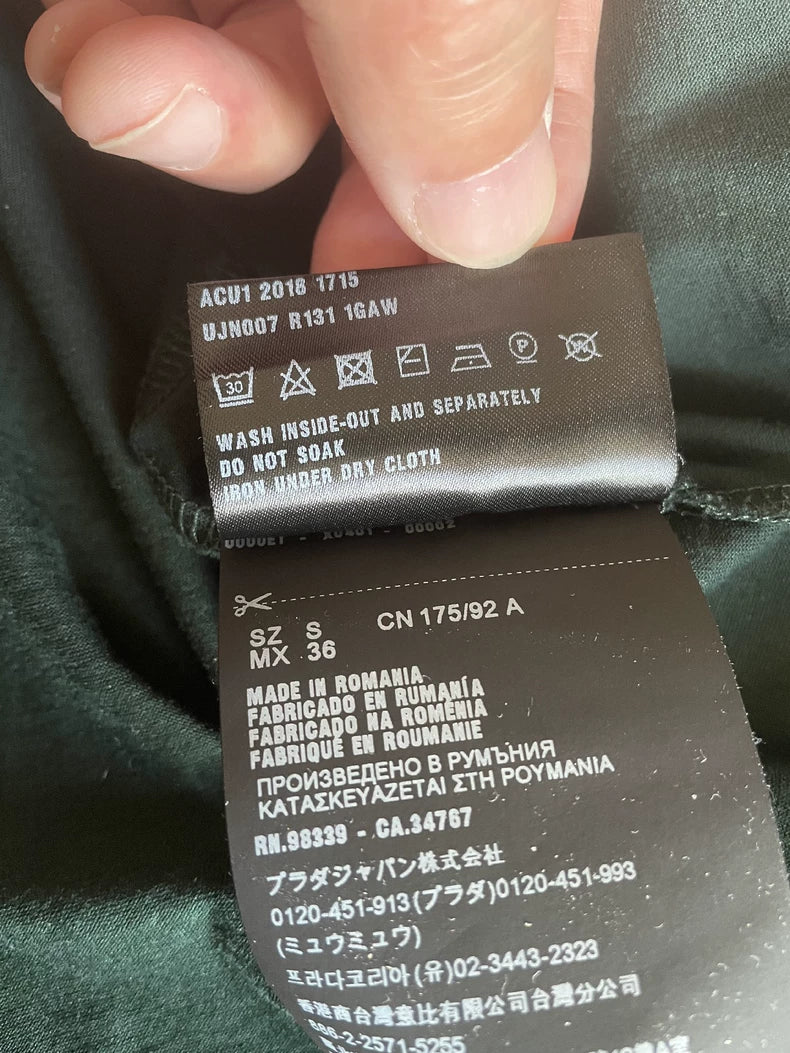 ACU1 2018 1715
UJN007 R131 1GAW
30 P W
WASH INSIDE-OUT AND SEPARATELY
DO NOT SOAK
IRON UNDER DRY CLOTH
SZ S CN 175/92 A
MX 36
MADE IN ROMANIA
FABRICADO EN RUMANÍA
FABRICADO NA ROMÉNIA
FABRIQUÉ EN ROUMANIE
ПРОИЗВЕДЕНО В РУМЪНИЯ
ΚΑΤΑΣΚΕΥΑΖΕΤΑΙ ΣΤΗ ΡΟΥΜΑΝΙΑ
RN.98339 - CA.34767
プラダジャパン株式会社
0120-451-913(プラダ)0120-451-993
(ミュウミュウ)
프라다코리아(유)02-3443-2323
香港商台灣意比有限公司台灣分公司
886-2-2571-5255